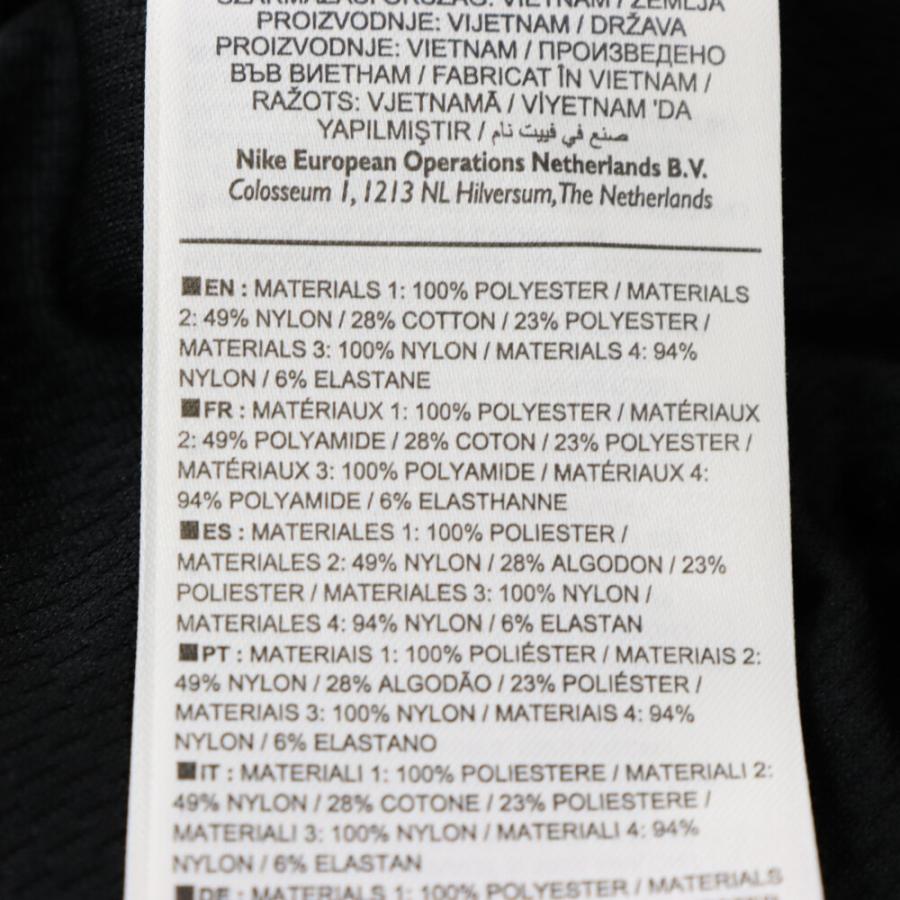 SZÁRMAZÁSI ORSZÁG: VIETNAM / ZEMLJA
PROIZVODNJE: VIJETNAM / DRŽAVA
PROIZVODNJE: VIETNAM / ПРОИЗВЕДЕНО
ВЪВ ВИЕТНАМ / FABRICAT ÎN VIETNAM /
RAŽOTS: VJETNAMĀ / VİYETNAM 'DA
YAPILMIŞTIR / صنع في فييت نام
Nike European Operations Netherlands B.V.
Colosseum 1, 1213 NL Hilversum, The Netherlands
EN : MATERIALS 1: 100% POLYESTER / MATERIALS
2: 49% NYLON / 28% COTTON / 23% POLYESTER /
MATERIALS 3: 100% NYLON / MATERIALS 4: 94%
NYLON / 6% ELASTANE
FR : MATÉRIAUX 1: 100% POLYESTER / MATÉRIAUX
2: 49% POLYAMIDE / 28% COTON / 23% POLYESTER /
MATÉRIAUX 3: 100% POLYAMIDE / MATÉRIAUX 4:
94% POLYAMIDE / 6% ELASTHANNE
ES : MATERIALES 1: 100% POLIESTER /
MATERIALES 2: 49% NYLON / 28% ALGODON / 23%
POLIESTER / MATERIALES 3: 100% NYLON /
MATERIALES 4: 94% NYLON / 6% ELASTAN
PT : MATERIAIS 1: 100% POLIÉSTER / MATERIAIS 2:
49% NYLON / 28% ALGODÃO / 23% POLIÉSTER /
MATERIAIS 3: 100% NYLON / MATERIAIS 4: 94%
NYLON / 6% ELASTANO
IT : MATERIALI 1: 100% POLIESTERE / MATERIALI 2:
49% NYLON / 28% COTONE / 23% POLIESTERE /
MATERIALI 3: 100% NYLON / MATERIALI 4: 94%
NYLON / 6% ELASTAN
DE : MATERIALS 1: 100% POLYESTER / MATERIALS